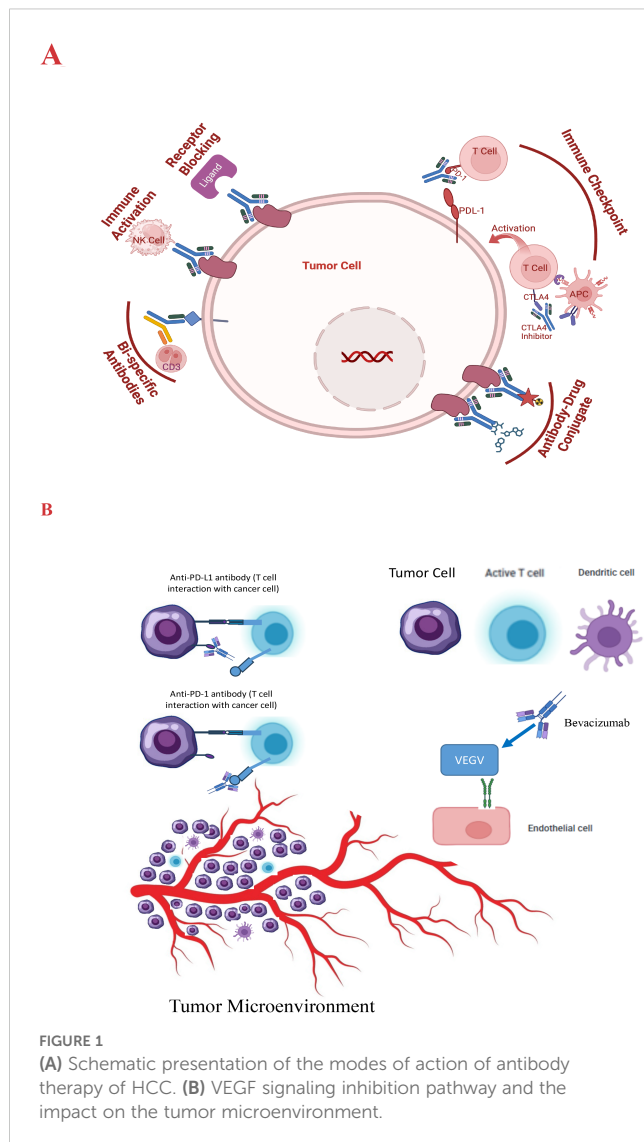 A
Receptor
Blocking
Ligand
Immune
Activation
NK Cell
Bi-specific
Antibodies
CD3
Tumor Cell
T Cell
PD-1
PDL-1
Immune Checkpoint
Activation
T Cell
APC
CTLA4
CTLA4
Inhibitor
Antibody-Drug
Conjugate
B
Anti-PD-L1 antibody (T cell
interaction with cancer cell)
Anti-PD-1 antibody (T cell
interaction with cancer cell)
Tumor Cell
Active T cell
Dendritic cell
Bevacizumab
VEGV
Endothelial cell
Tumor Microenvironment
FIGURE 1
(A) Schematic presentation of the modes of action of antibody
therapy of HCC. (B) VEGF signaling inhibition pathway and the
impact on the tumor microenvironment.